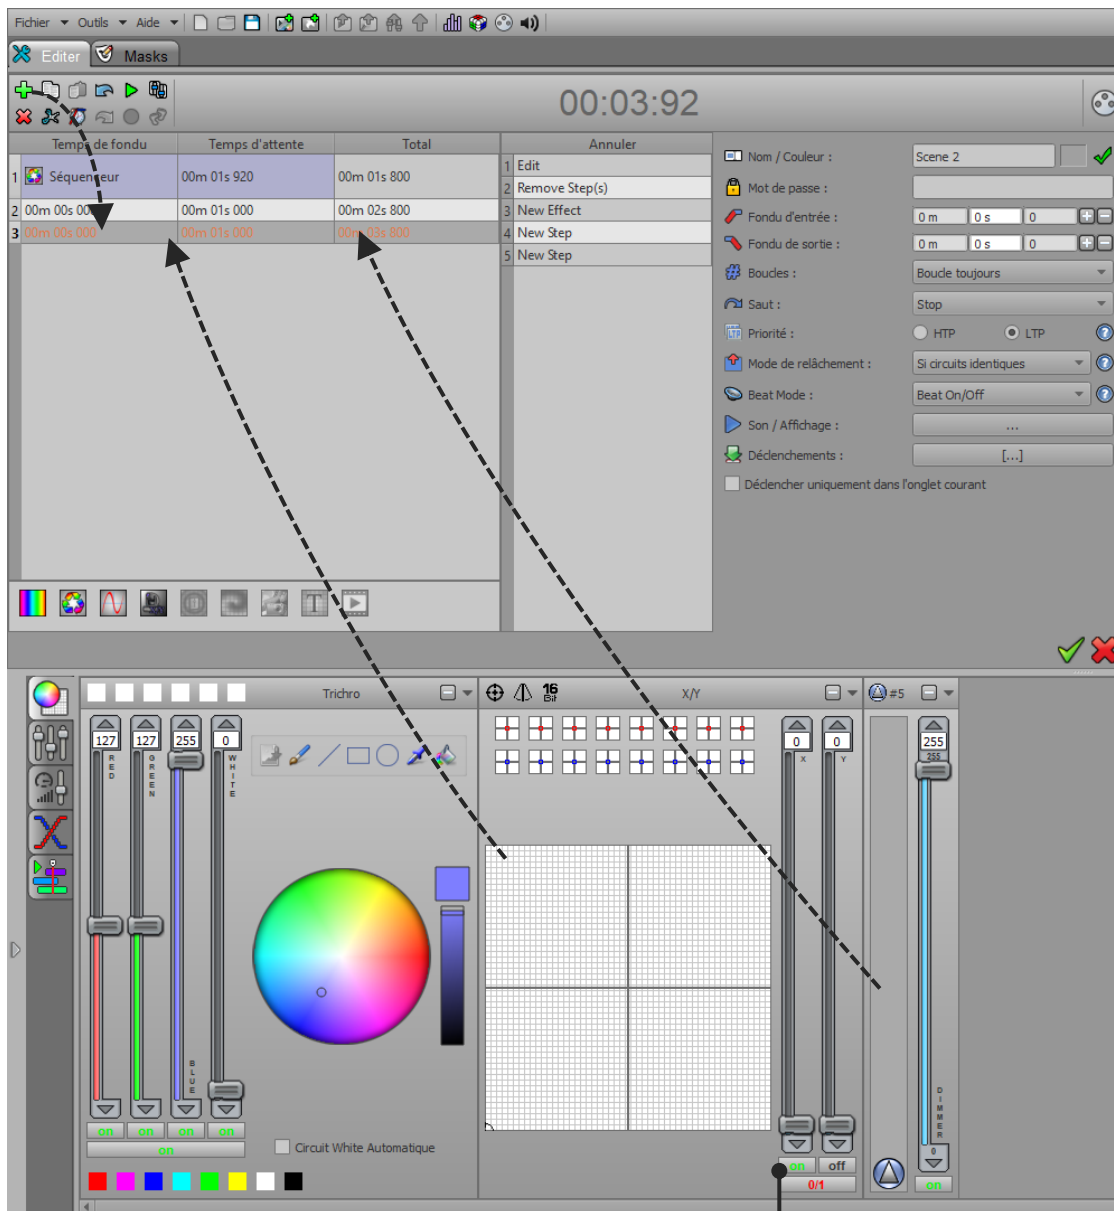 Fichier Outils Aide
Editer Masks
00:03:92
Temps de fondu Temps d'attente Total Annuler
1 Séquenceur 00m 01s 920 00m 01s 800
2 00m 00s 000 00m 01s 000 00m 02s 800
3 00m 00s 000 00m 01s 000 00m 03s 800
1 Edit
2 Remove Step(s)
3 New Effect
4 New Step
5 New Step
Nom / Couleur : Scene 2
Mot de passe :
Fondu d'entrée : 0 m 0 s 0
Fondu de sortie : 0 m 0 s 0
Boucles : Boucle toujours
Saut : Stop
LTP Priorité : HTP LTP
Mode de relâchement : Si circuits identiques
Beat Mode : Beat On/Off
Son / Affichage : ...
Déclenchements : [...]
Déclencher uniquement dans l'onglet courant
T
Trichro
16 Bit
X/Y
#5
127 127 255 0
RED
GREEN
BLUE
WHITE
0 0
X Y
255
255
DIMMER
0
on on on on
on
Circuit White Automatique
on off
0/1
on